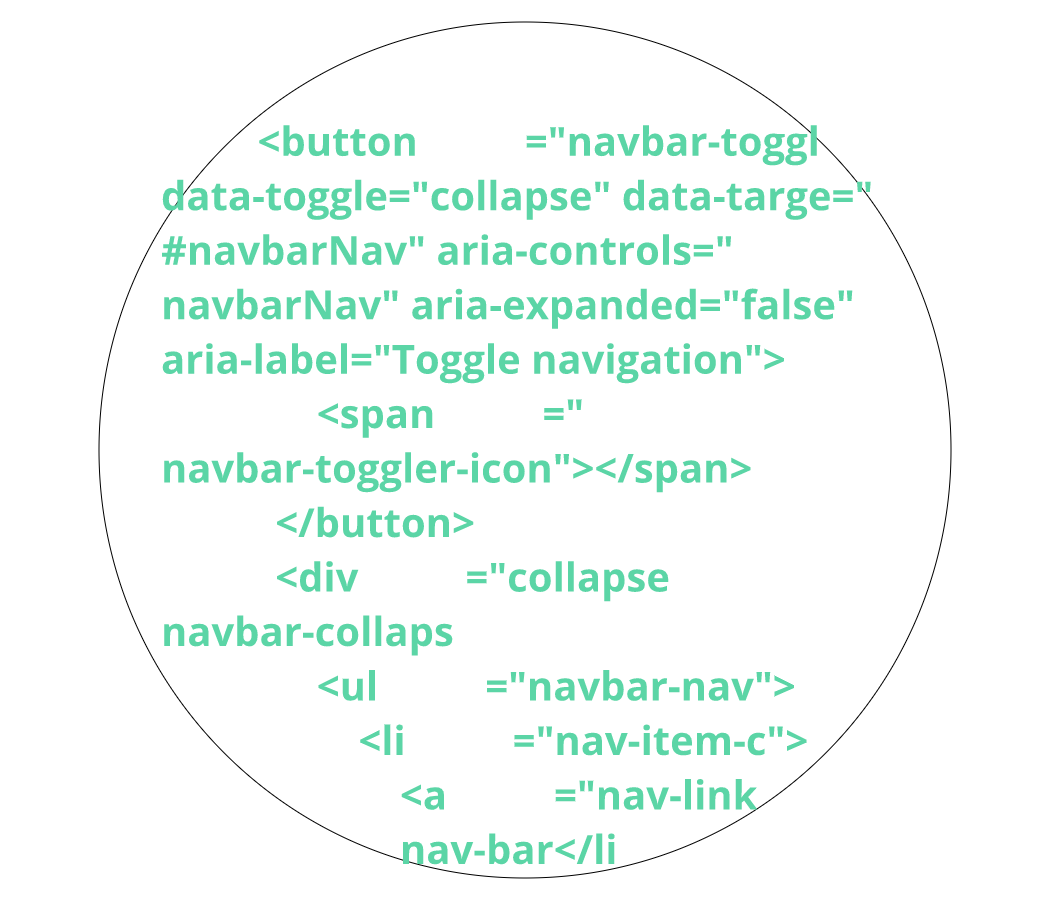 <button ="navbar-toggl
data-toggle="collapse" data-targe="
#navbarNav" aria-controls="
navbarNav" aria-expanded="false"
aria-label="Toggle navigation">
<span ="
navbar-toggler-icon"></span>
</button>
<div ="collapse
navbar-collaps
<ul ="navbar-nav">
<li ="nav-item-c">
<a ="nav-link
nav-bar</li